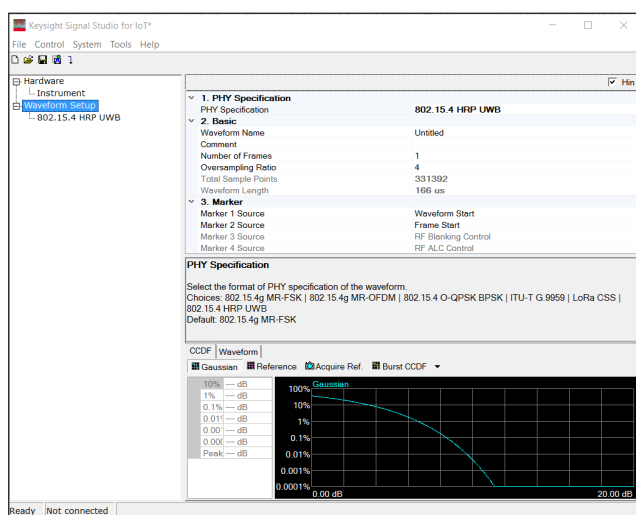 Keysight Signal Studio for IoT*
File Control System Tools Help
Hin
Hardware
Instrument
Waveform Setup
802.15.4 HRP UWB
1. PHY Specification
PHY Specification 802.15.4 HRP UWB
2. Basic
Waveform Name Untitled
Comment
Number of Frames 1
Oversampling Ratio 4
Total Sample Points 331392
Waveform Length 166 us
3. Marker
Marker 1 Source Waveform Start
Marker 2 Source Frame Start
Marker 3 Source RF Blanking Control
Marker 4 Source RF ALC Control
PHY Specification
Select the format of PHY specification of the waveform.
Choices: 802.15.4g MR-FSK | 802.15.4g MR-OFDM | 802.15.4 O-QPSK BPSK | ITU-T G.9959 | LoRa CSS |
802.15.4 HRP UWB
Default: 802.15.4g MR-FSK
CCDF Waveform
Gaussian Reference Acquire Ref. Burst CCDF
10% --- dB
1% --- dB
0.1% --- dB
0.01 --- dB
0.00 --- dB
0.00 --- dB
Peak --- dB
Gaussian
100%
10%
1%
0.1%
0.01%
0.001%
0.0001%
0.00 dB 20.00 dB
Ready Not connected